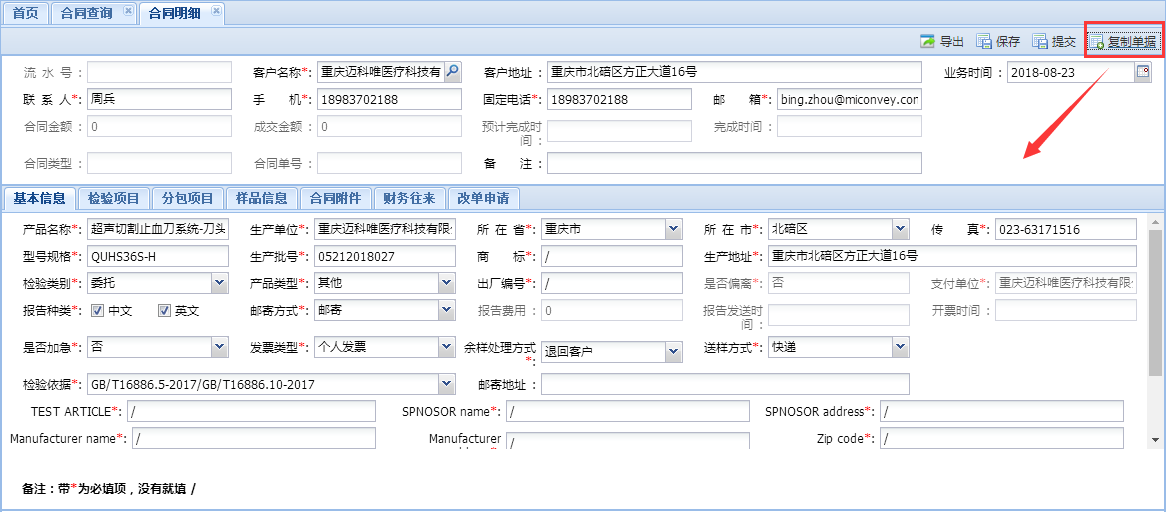 首页 合同查询 合同明细
导出 保存 提交 复制单据
流 水 号 : 客户名称*: 重庆迈科唯医疗科技有 客户地址 : 重庆市北碚区方正大道16号 业务时间 : 2018-08-23
联 系 人*: 周兵 手 机*: 18983702188 固定电话*: 18983702188 邮 箱*: bing.zhou@miconvey.con
合同金额 : 0 成交金额 : 0 预计完成时间 : 完成时间 :
合同类型 : 合同单号 : 备 注 :
基本信息 检验项目 分包项目 样品信息 合同附件 财务往来 改单申请
产品名称*: 超声切割止血刀系统-刀头 生产单位*: 重庆迈科唯医疗科技有限 所 在 省*: 重庆市 所 在 市*: 北碚区 传 真*: 023-63171516
型号规格*: QUHS36S-H 生产批号*: 05212018027 商 标*: / 生产地址*: 重庆市北碚区方正大道16号
检验类别*: 委托 产品类型*: 其他 出厂编号*: / 是否偏离*: 否 支付单位*: 重庆迈科唯医疗科技有限
报告种类*: 中文 英文 邮寄方式*: 邮寄 报告费用 : 0 报告发送时间 : 开票时间 :
是否加急*: 否 发票类型*: 个人发票 余样处理方式*: 退回客户 送样方式*: 快递
检验依据*: GB/T16886.5-2017/GB/T16886.10-2017 邮寄地址 :
TEST ARTICLE*: / SPNOSOR name*: / SPNOSOR address*: /
Manufacturer name*: / Manufacturer / Zip code*: /
备注：带*为必填项，没有就填 /